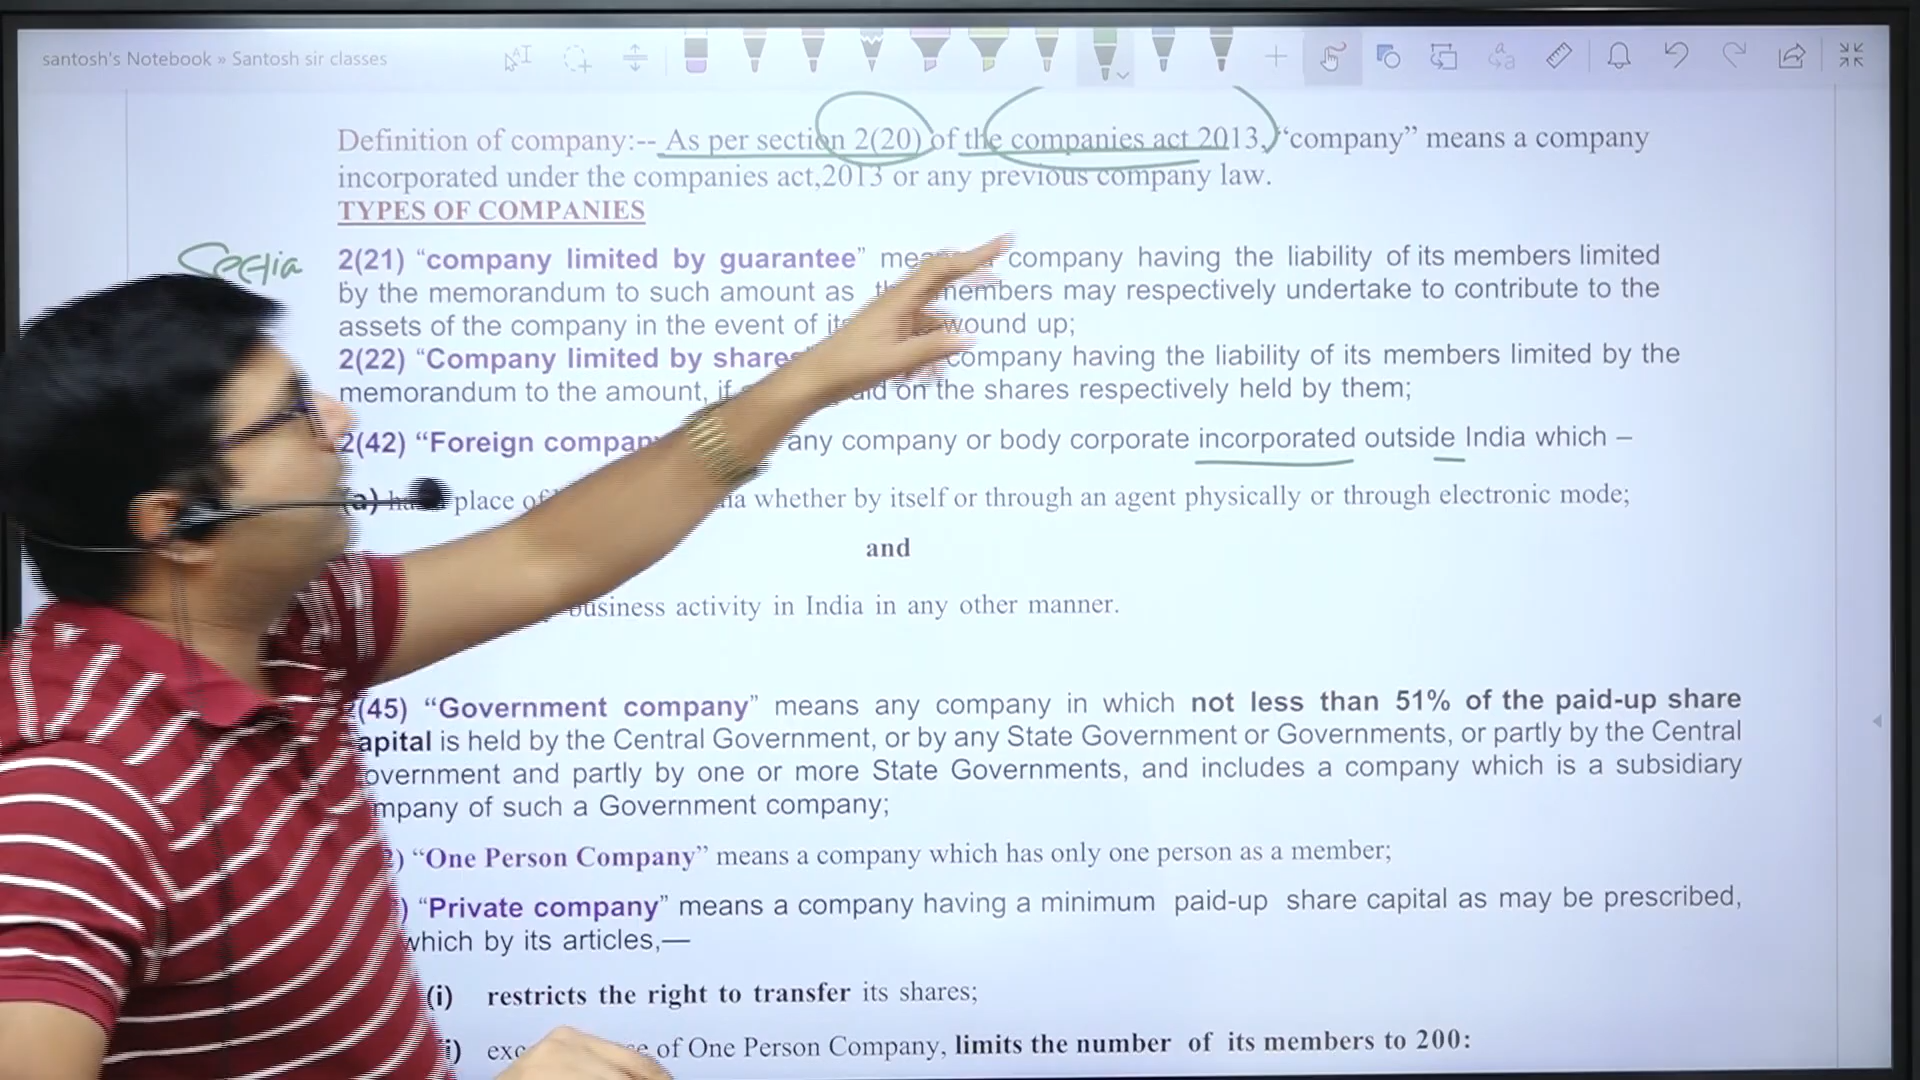 santosh's Notebook » Santosh sir classes
Definition of company:-- As per section 2(20) of the companies act 2013, “company” means a company
incorporated under the companies act,2013 or any previous company law.
TYPES OF COMPANIES
2(21) “company limited by guarantee” company having the liability of its members limited
by the memorandum to such amount as members may respectively undertake to contribute to the
assets of the company in the event of wound up;
2(22) “Company limited by shares company having the liability of its members limited by the
memorandum to the amount, if on the shares respectively held by them;
2(42) “Foreign any company or body corporate incorporated outside India which –
(a) place of whether by itself or through an agent physically or through electronic mode;
and
business activity in India in any other manner.
(45) “Government company” means any company in which not less than 51% of the paid-up share
is held by the Central Government, or by any State Government or Governments, or partly by the Central
and partly by one or more State Governments, and includes a company which is a subsidiary
of such a Government company;
“One Person Company” means a company which has only one person as a member;
“Private company” means a company having a minimum paid-up share capital as may be prescribed,
which by its articles,—
(i) restricts the right to transfer its shares;
of One Person Company, limits the number of its members to 200: